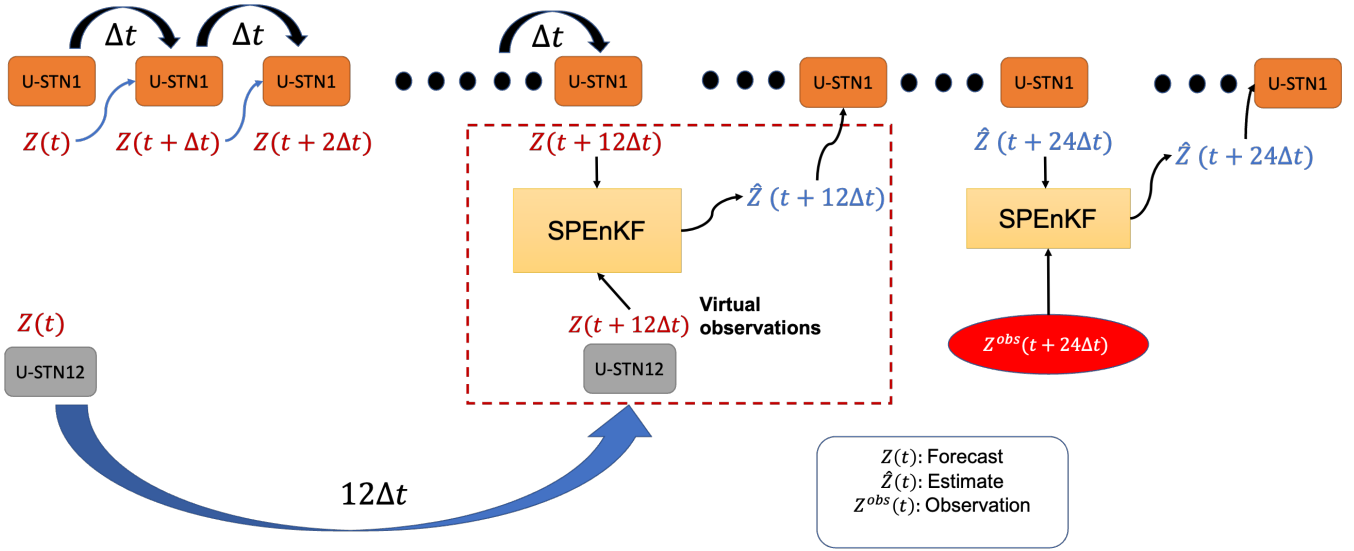 Δt Δt Δt
U-STN1 U-STN1 U-STN1 U-STN1 U-STN1 U-STN1 U-STN1
Z(t) Z(t + Δt) Z(t + 2Δt) Z(t + 12Δt) Ẑ (t + 24Δt) Ẑ (t + 24Δt)
Ẑ (t + 12Δt)
SPEnKF SPEnKF
Virtual
observations
Z(t) Z(t + 12Δt)
Z^{obs}(t + 24Δt)
U-STN12 U-STN12
12Δt
Z(t): Forecast
Ẑ(t): Estimate
Z^{obs}(t): Observation